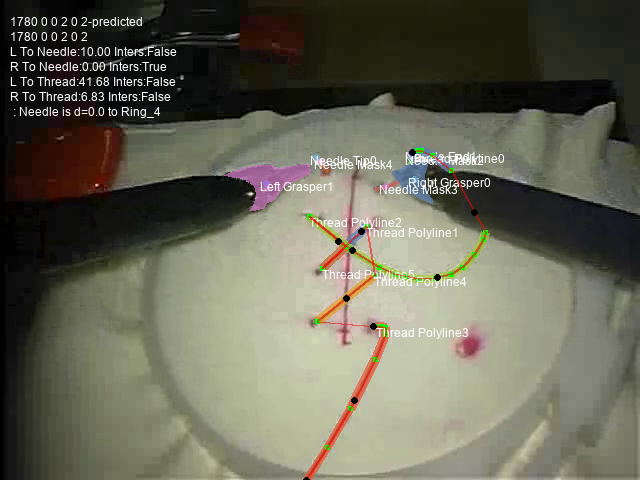 1780 0 0 2 0 2-predicted
1780 0 0 2 0 2
L To Needle:10.00 Inters:False
R To Needle:0.00 Inters:True
L To Thread:41.68 Inters:False
R To Thread:6.83 Inters:False
: Needle is d=0.0 to Ring_4
Needle Tip0
Needle Mask4
End1
Polyline0
Mask2
Left Grasper1
Right Grasper0
Needle Mask3
Thread Polyline2
Thread Polyline1
Thread Polyline5
Thread Polyline4
Thread Polyline3